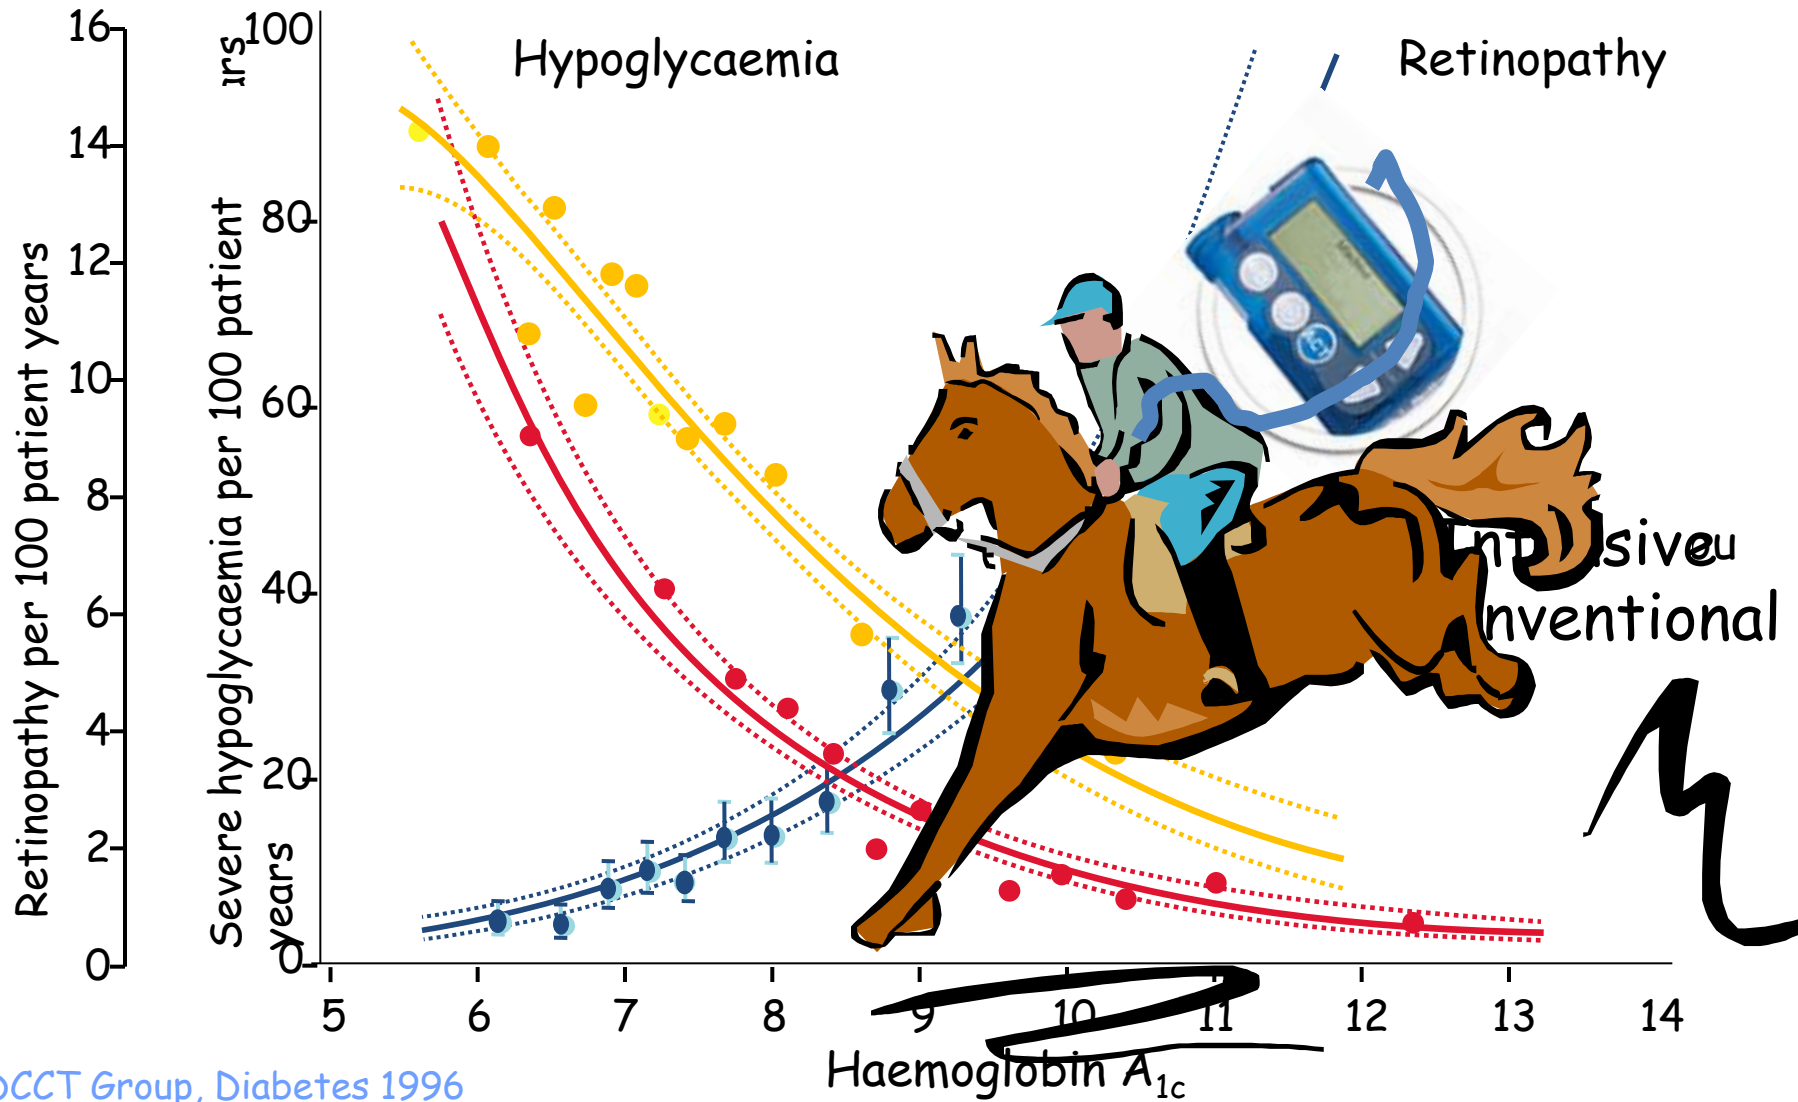 Hypoglycaemia
Retinopathy
Retinopathy per 100 patient years
16
14
12
10
8
6
4
2
0
Severe hypoglycaemia per 100 patient
years
100
80
60
40
20
0
5 6 7 8 9 10 11 12 13 14
Haemoglobin A1c
Group, Diabetes 1996